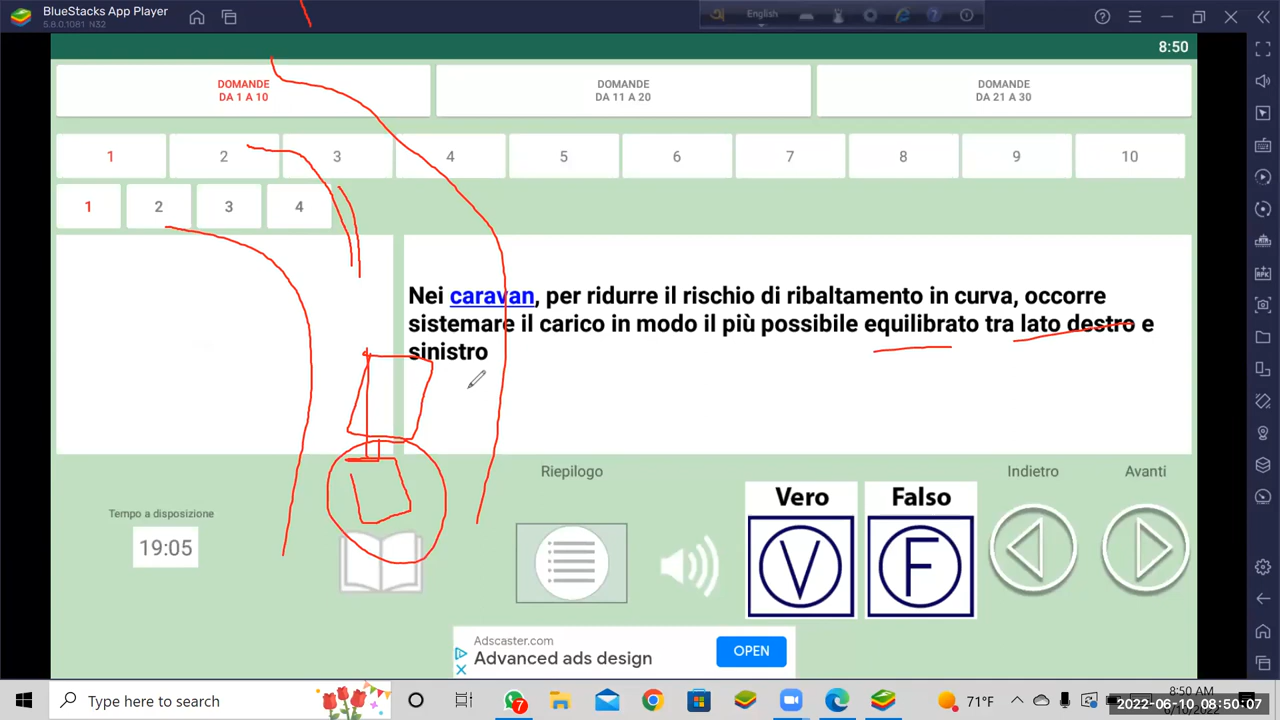 BlueStacks App Player
5.8.0.1081 N32
English
8:50
DOMANDE
DA 1 A 10
DOMANDE
DA 11 A 20
DOMANDE
DA 21 A 30
1 2 3 4 5 6 7 8 9 10
1 2 3 4
Nei caravan, per ridurre il rischio di ribaltamento in curva, occorre
sistemare il carico in modo il più possibile equilibrato tra lato destro e
sinistro
Riepilogo
Indietro
Avanti
Vero
Falso
V
F
Tempo a disposizione
19:05
Adscaster.com
Advanced ads design
OPEN
Type here to search
7
71°F
8:50 AM
2022-06-10 08:50:07